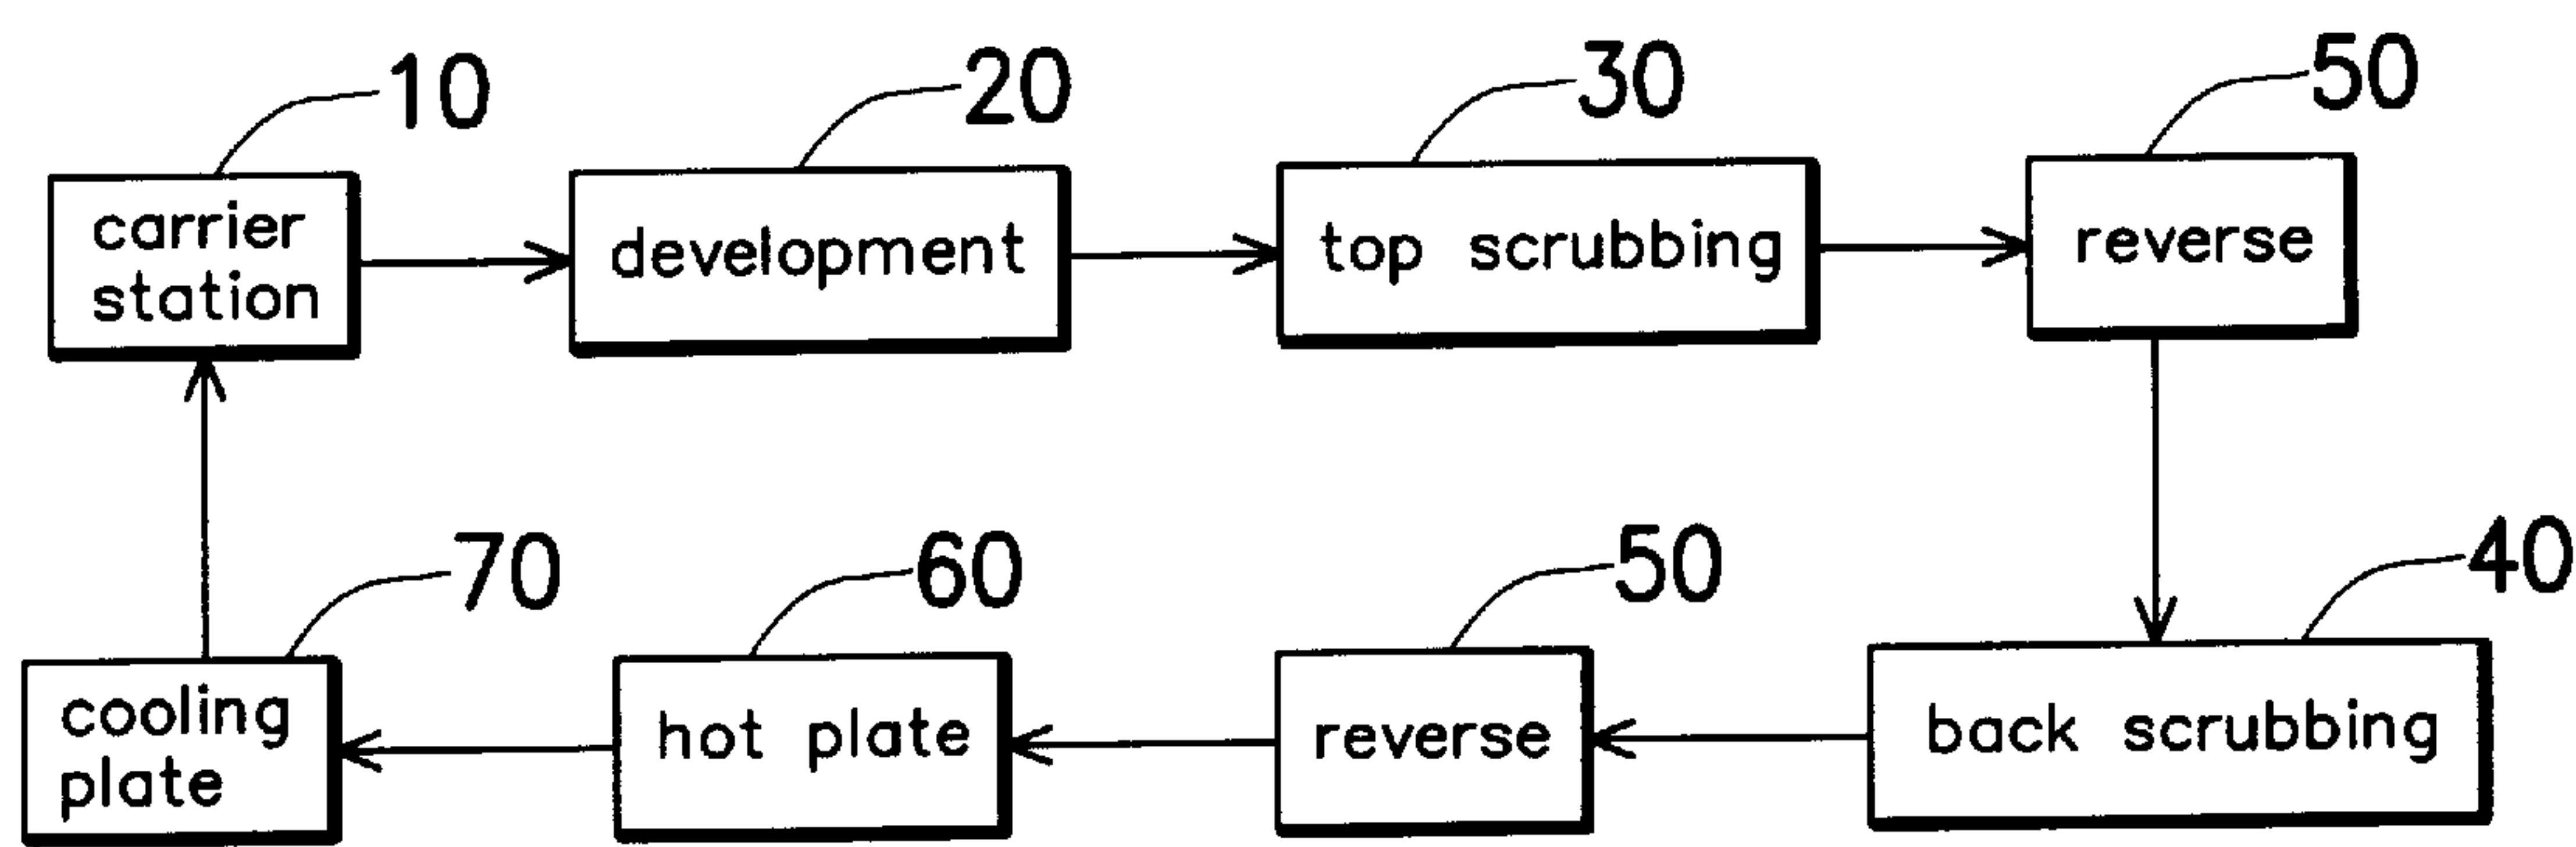 10
20
30
50
carrier
station
development
top scrubbing
reverse
70
60
50
40
cooling
plate
hot plate
reverse
back scrubbing